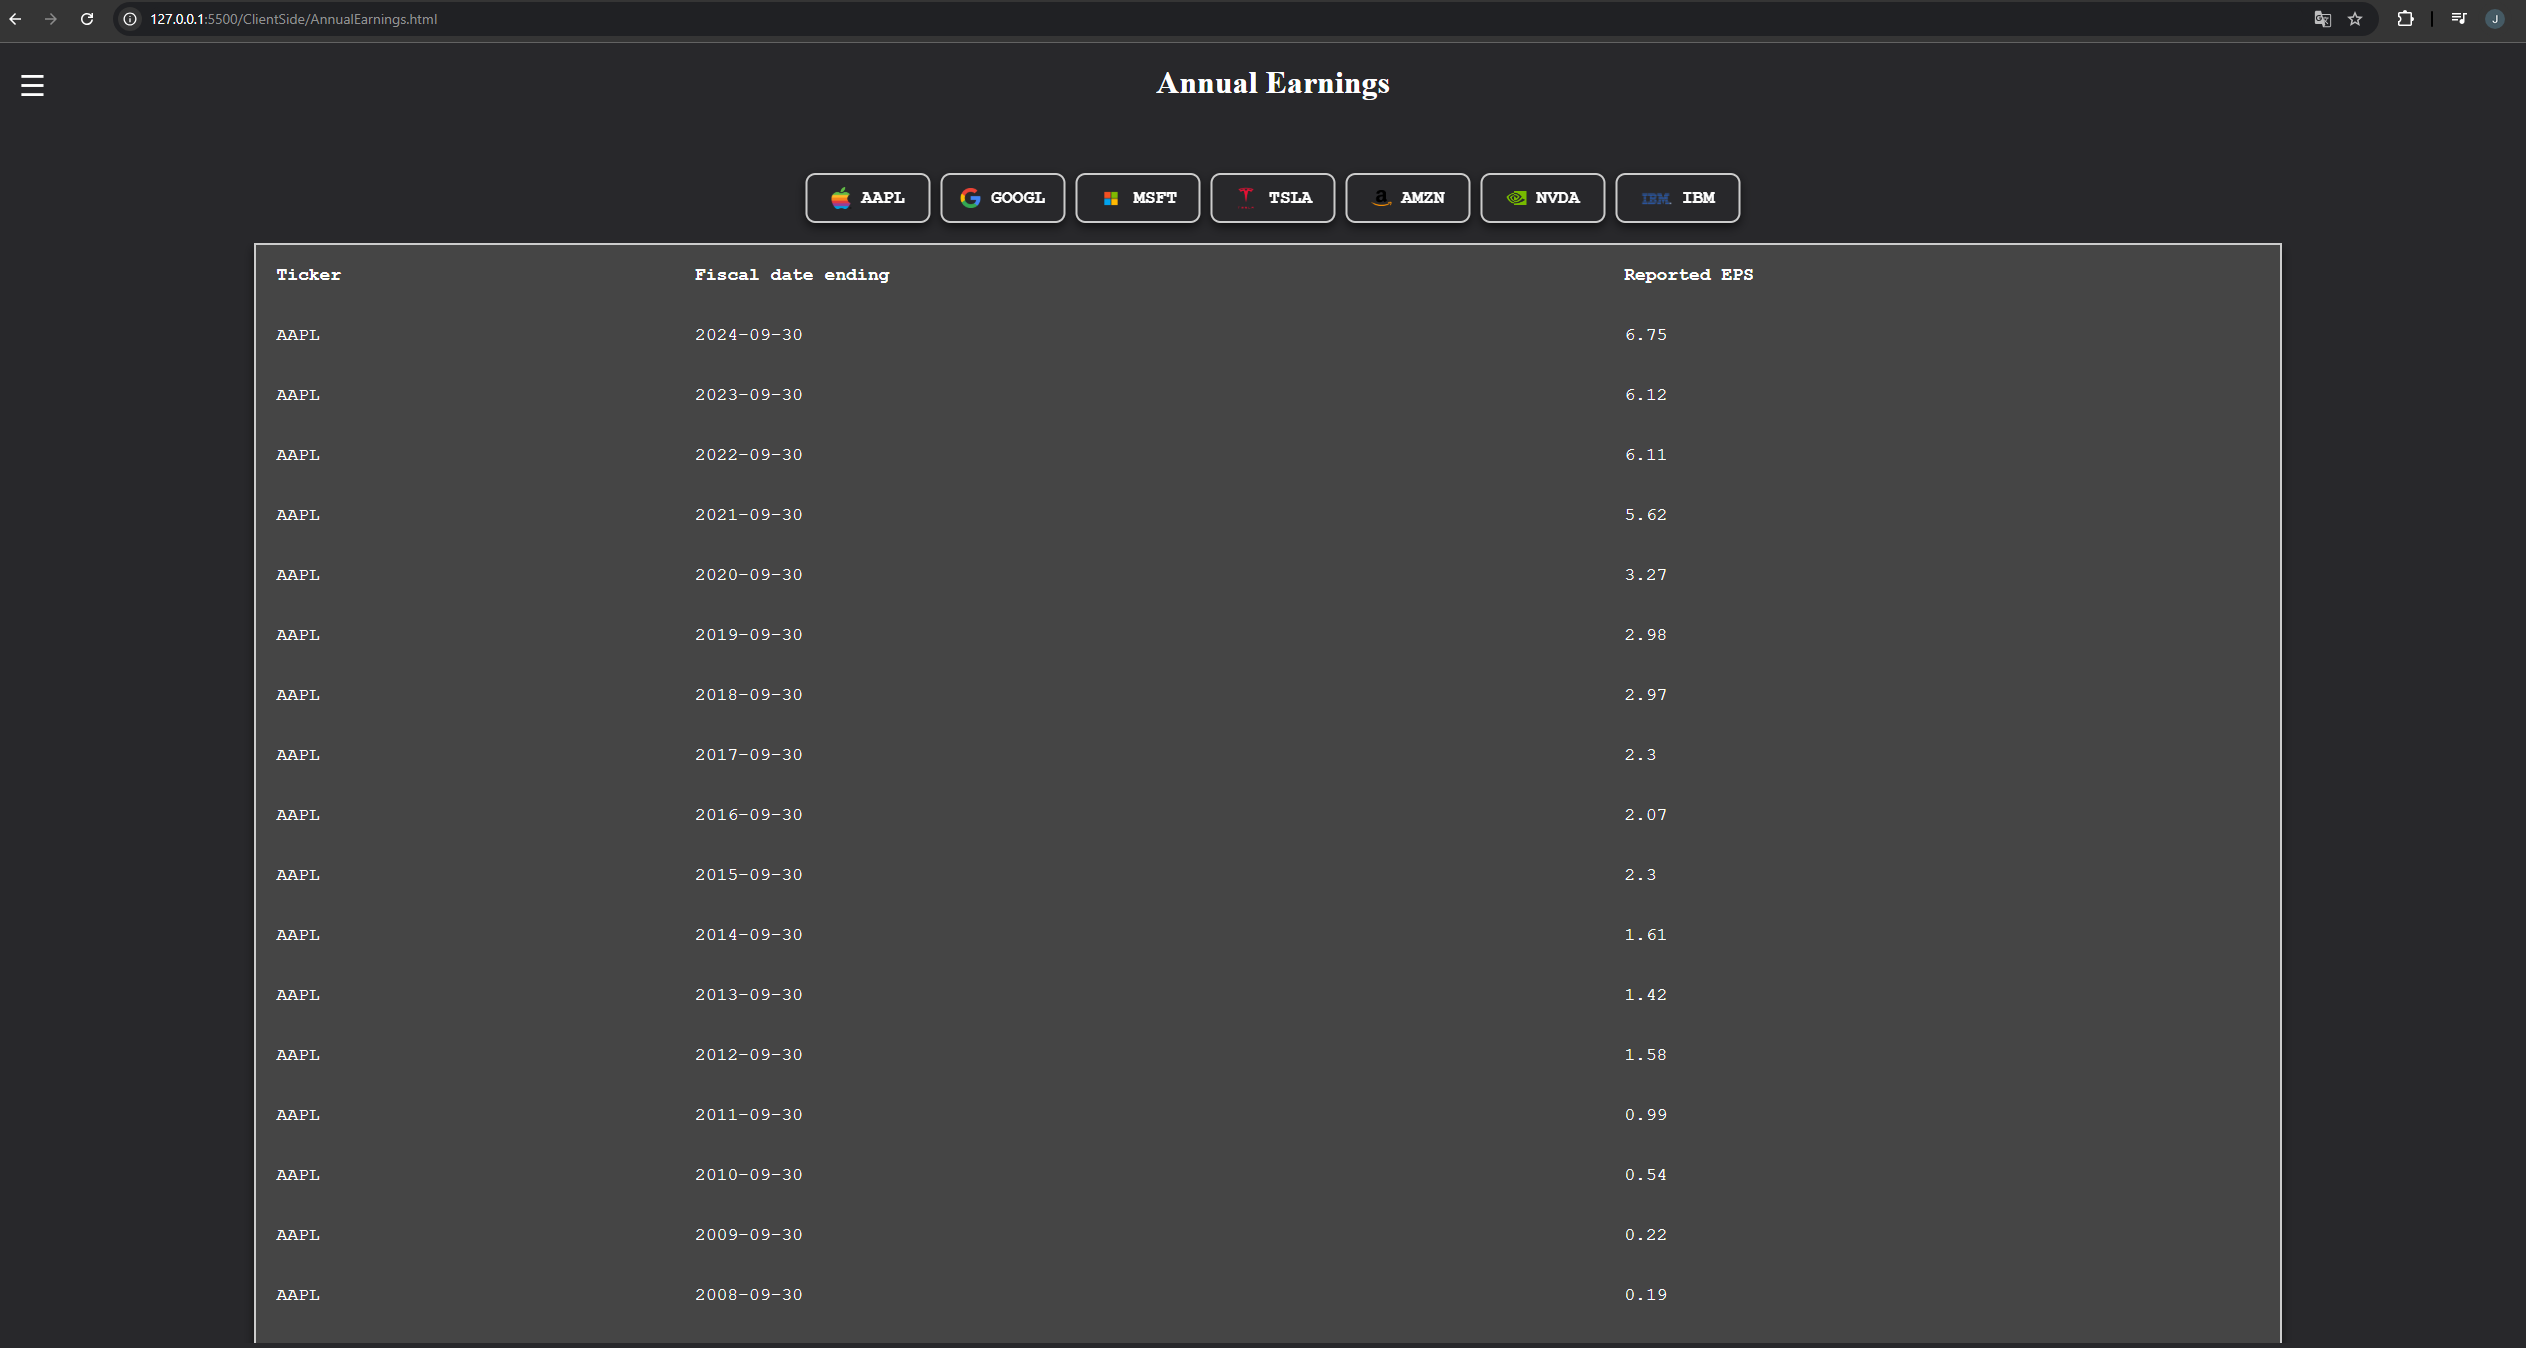 127.0.0.1:5500/ClientSide/AnnualEarnings.html
J
Annual Earnings
AAPL GOOGL MSFT TSLA AMZN NVDA IBM IBM
Ticker Fiscal date ending Reported EPS
AAPL 2024-09-30 6.75
AAPL 2023-09-30 6.12
AAPL 2022-09-30 6.11
AAPL 2021-09-30 5.62
AAPL 2020-09-30 3.27
AAPL 2019-09-30 2.98
AAPL 2018-09-30 2.97
AAPL 2017-09-30 2.3
AAPL 2016-09-30 2.07
AAPL 2015-09-30 2.3
AAPL 2014-09-30 1.61
AAPL 2013-09-30 1.42
AAPL 2012-09-30 1.58
AAPL 2011-09-30 0.99
AAPL 2010-09-30 0.54
AAPL 2009-09-30 0.22
AAPL 2008-09-30 0.19